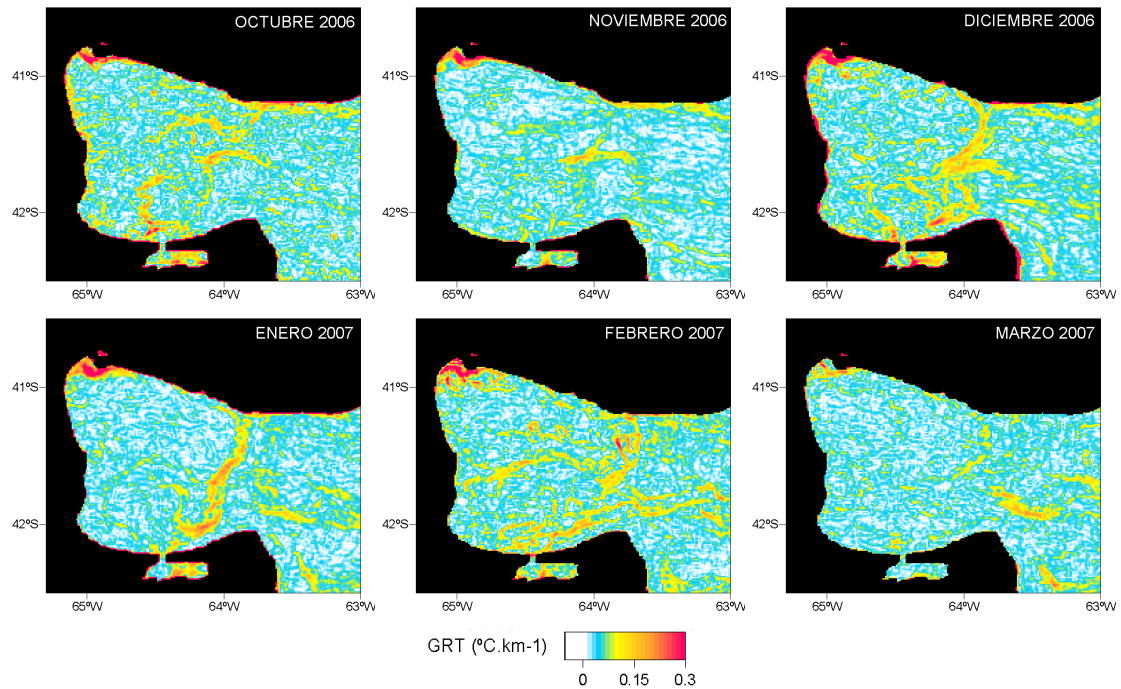 OCTUBRE 2006
NOVIEMBRE 2006
DICIEMBRE 2006
41ºS
41ºS
41ºS
42ºS
42ºS
42ºS
65ºW 64ºW 63ºW
65ºW 64ºW 63ºW
65ºW 64ºW 63ºW
ENERO 2007
FEBRERO 2007
MARZO 2007
41ºS
41ºS
41ºS
42ºS
42ºS
42ºS
65ºW 64ºW 63ºW
65ºW 64ºW 63ºW
65ºW 64ºW 63ºW
GRT (ºC.km-1)
0 0.15 0.3